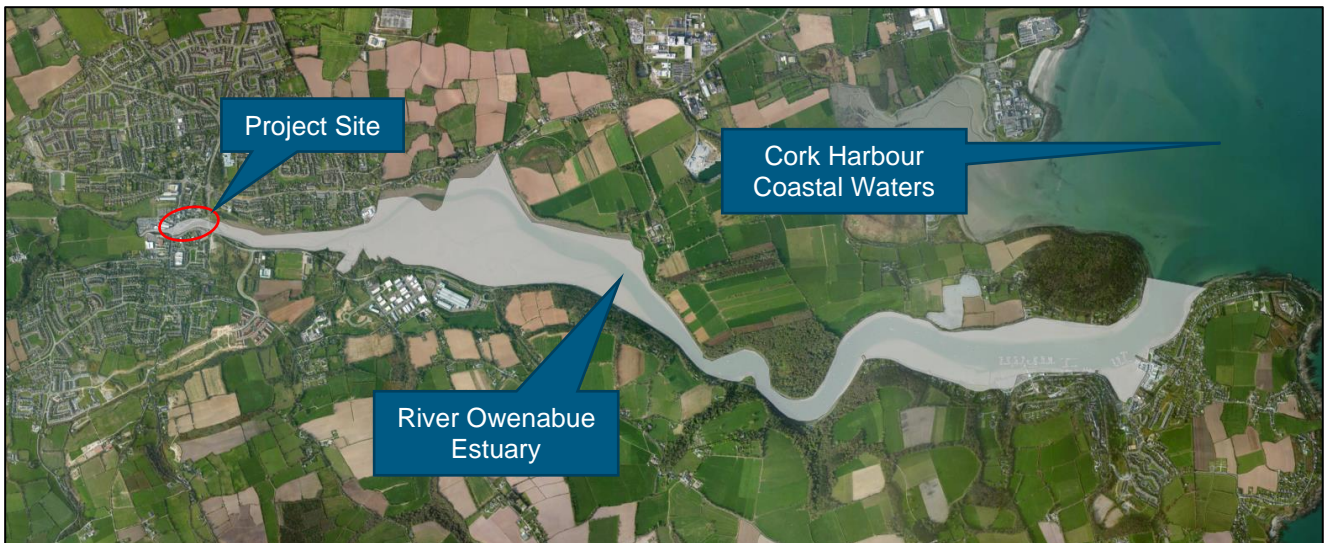 Project Site
Cork Harbour
Coastal Waters
River Owenabue
Estuary